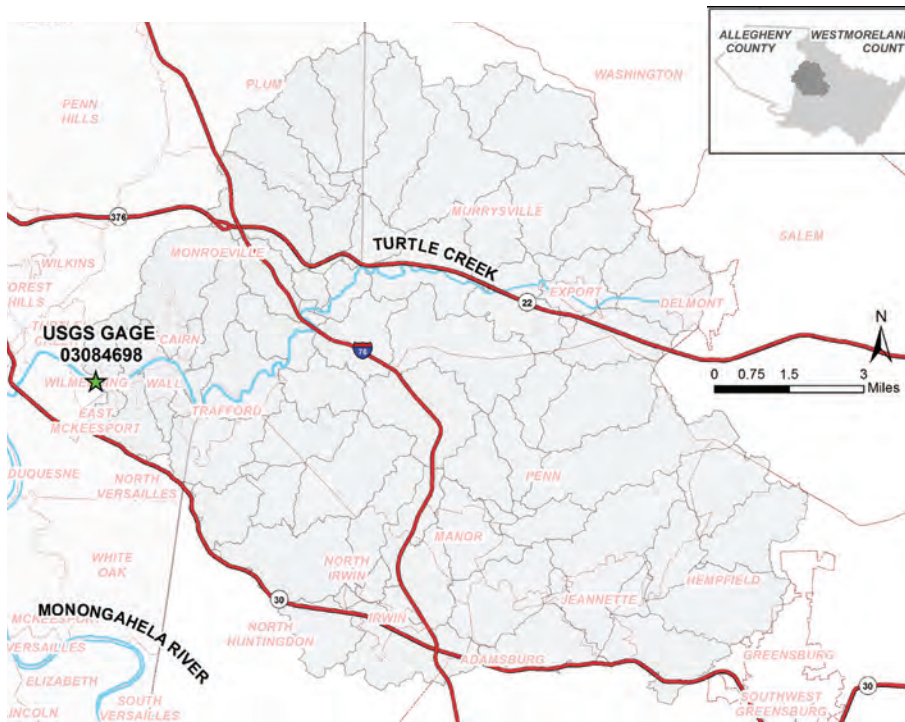 ALLEGHENY
COUNTY
WESTMORELAN
COUNT
WASHINGTON
PLUM
PENN
HILLS
376
MURRYSVILLE
SALEM
MONROEVILLE
TURTLE CREEK
WILKINS
FOREST
HILLS
EXPORT
DELMONT
22
N
USGS GAGE
03084698
CAIRN
76
0 0.75 1.5 3
Miles
WALL
TRAFFORD
EAST
MCKEESPORT
DUQUESNE
NORTH
VERSAILLES
PENN
MANOR
WHITE
OAK
NORTH
IRWIN
HEMPFIELD
JEANNETTE
30
IRWIN
NORTH
HUNTINGDON
MONONGAHELA RIVER
MCKEESPORT
VERSAILLES
ADAMSBURG
GREENSBURG
ELIZABETH
30
SOUTHWEST
GREENSBURG
LINCOLN
SOUTH
VERSAILLES